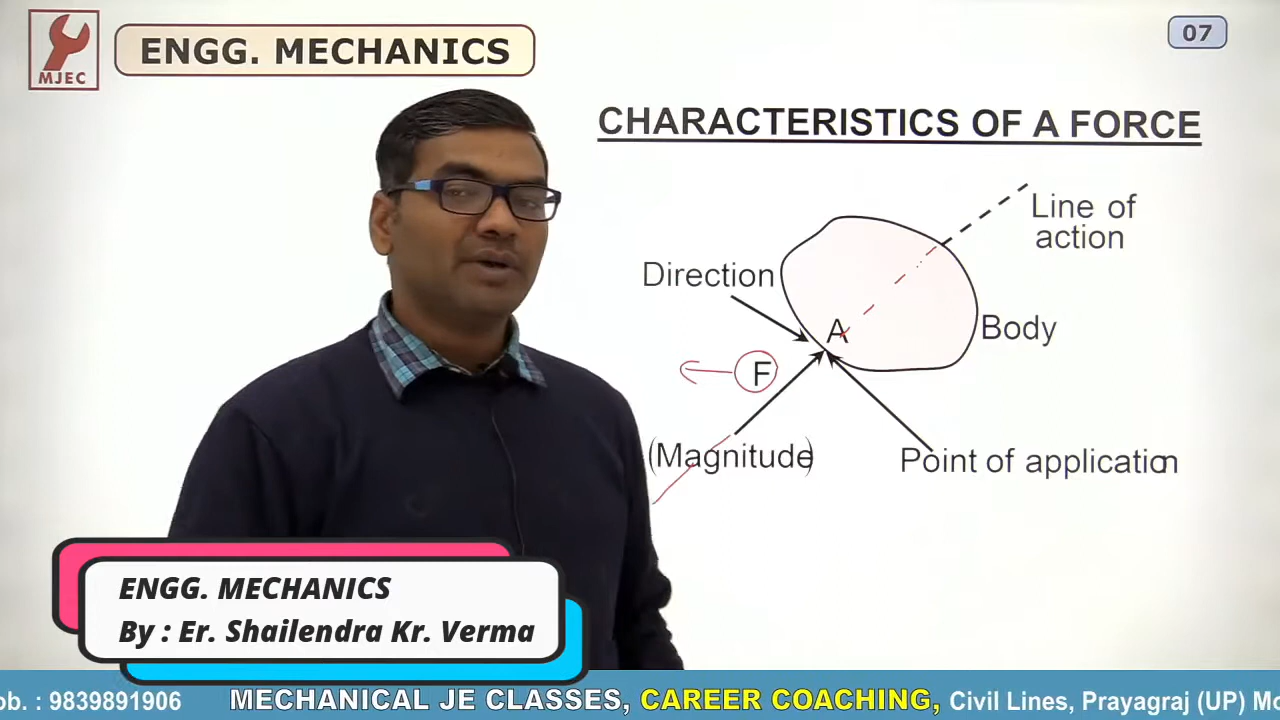 MJEC
ENGG. MECHANICS
07
CHARACTERISTICS OF A FORCE
Line of
action
Direction
A
Body
F
(Magnitude)
Point of application
ENGG. MECHANICS
By : Er. Shailendra Kr. Verma
ob. : 9839891906 MECHANICAL JE CLASSES, CAREER COACHING, Civil Lines, Prayagraj (UP) Mo